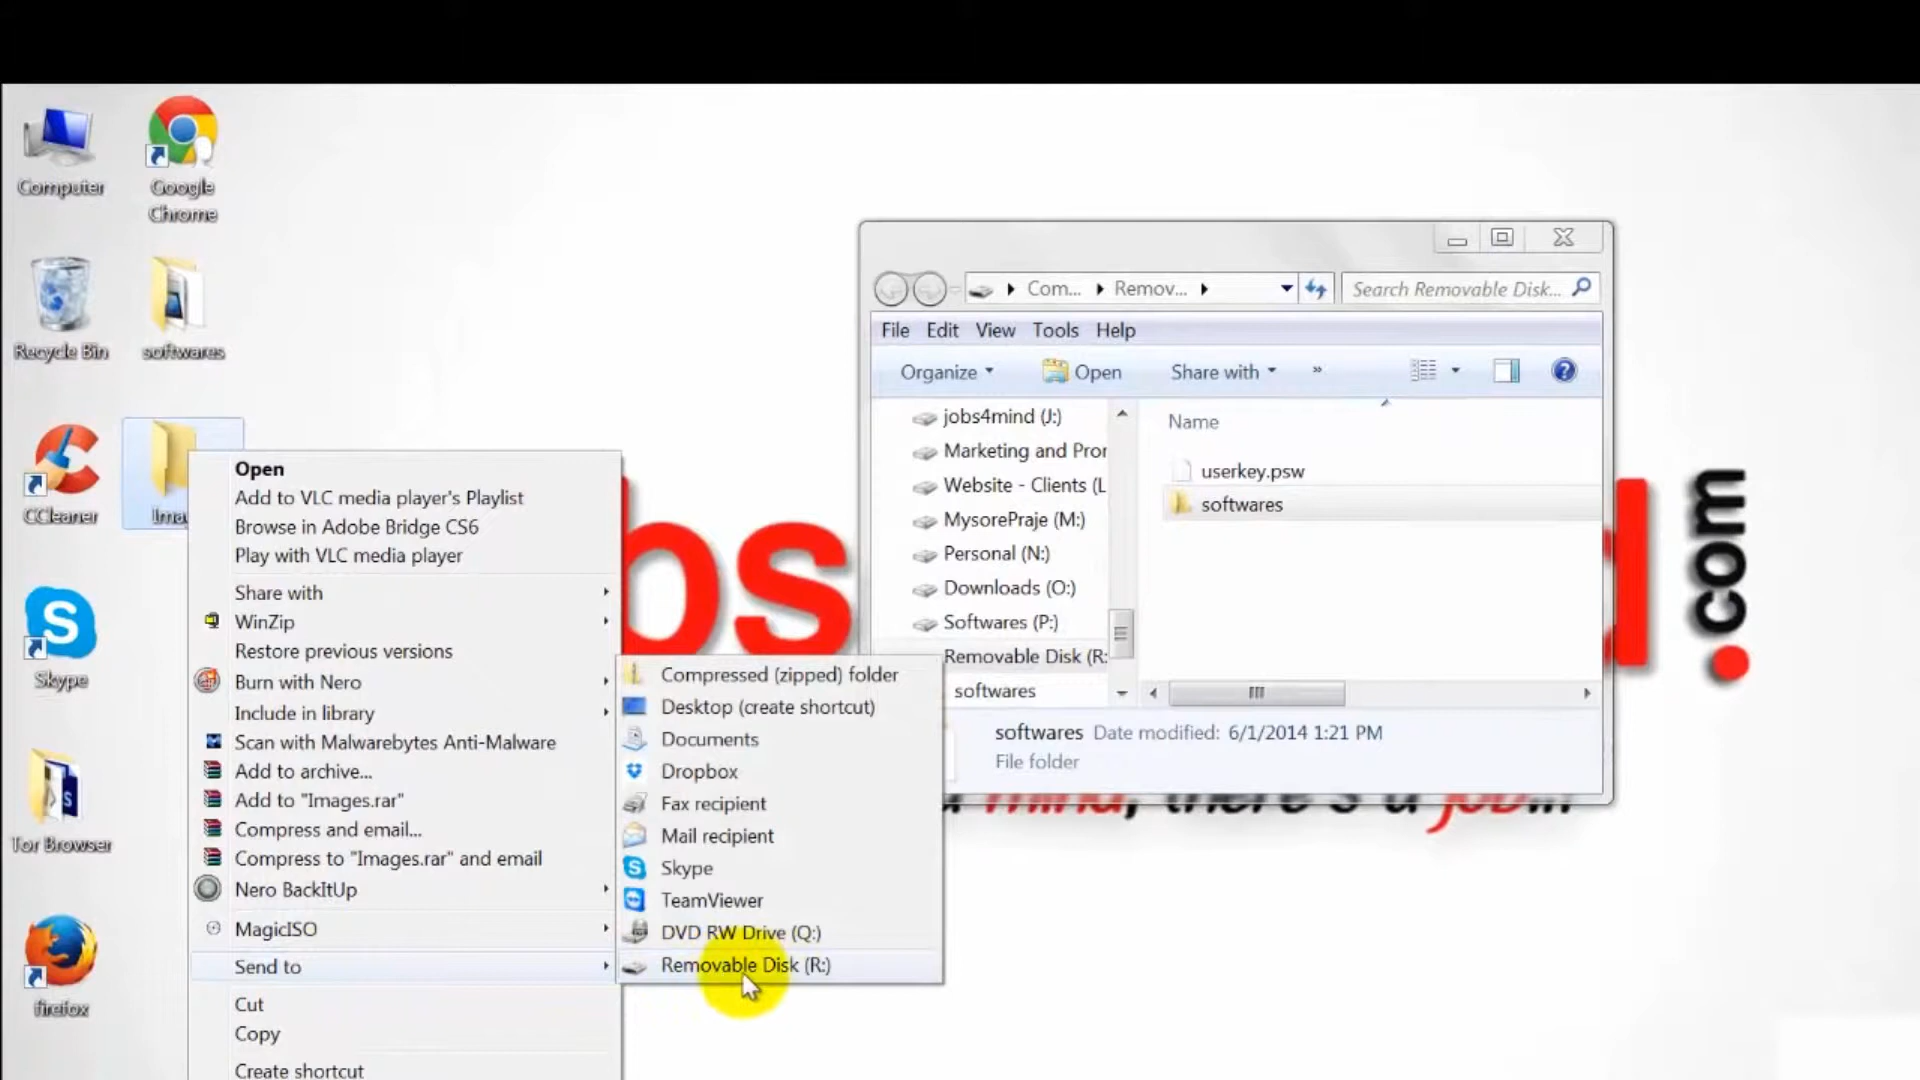 Computer
Google
Chrome
Recycle Bin
softwares
CCleaner
Skype
Tor Browser
firefox
Open
Add to VLC media player's Playlist
Browse in Adobe Bridge CS6
Play with VLC media player
Share with
WinZip
Restore previous versions
Burn with Nero
Include in library
Scan with Malwarebytes Anti-Malware
Add to archive...
Add to "Images.rar"
Compress and email...
Compress to "Images.rar" and email
Nero BackItUp
MagicISO
Send to
Cut
Copy
Create shortcut
Compressed (zipped) folder
Desktop (create shortcut)
Documents
Dropbox
Fax recipient
Mail recipient
Skype
TeamViewer
DVD RW Drive (Q:)
Removable Disk (R:)
Com... Remov...
Search Removable Disk...
File Edit View Tools Help
Organize Open Share with »
jobs4mind (J:)
Marketing and Pror
Website - Clients (L
MysorePraje (M:)
Personal (N:)
Downloads (O:)
Softwares (P:)
Removable Disk (R:
softwares
Name
userkey.psw
softwares
softwares Date modified: 6/1/2014 1:21 PM
File folder
bs
.com
mind, there's a job...